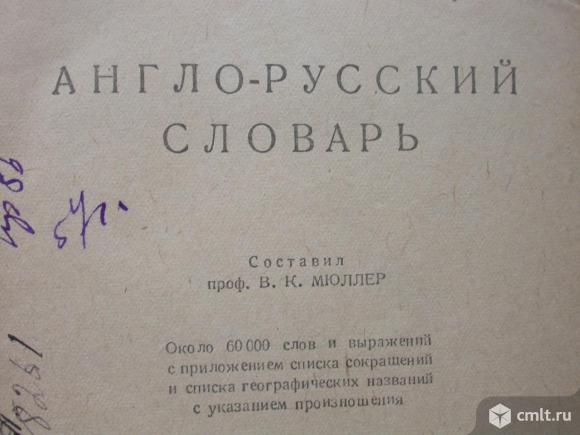 АНГЛО-РУССКИЙ
СЛОВАРЬ
Составил
проф. В. К. МЮЛЛЕР
Около 60 000 слов и выражений
с приложением списка сокращений
и списка географических названий
с указанием произношения
cmlt.ru